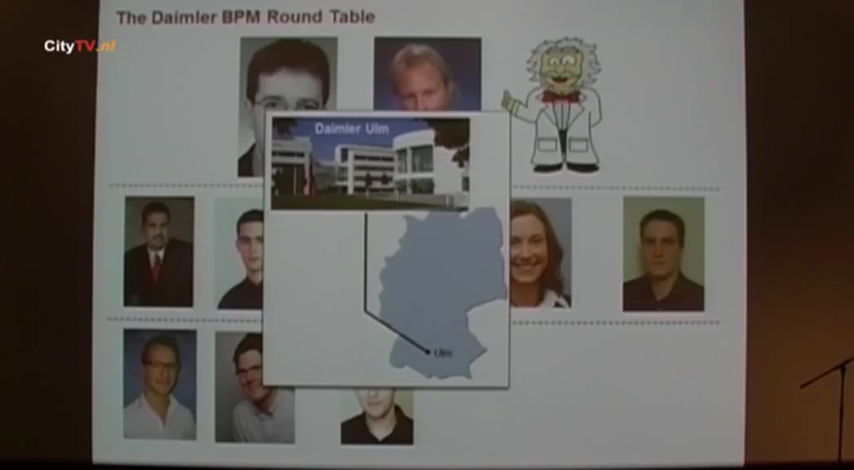 The Daimler BPM Round Table
CityTV.nl
Daimler Ulm
Ulm